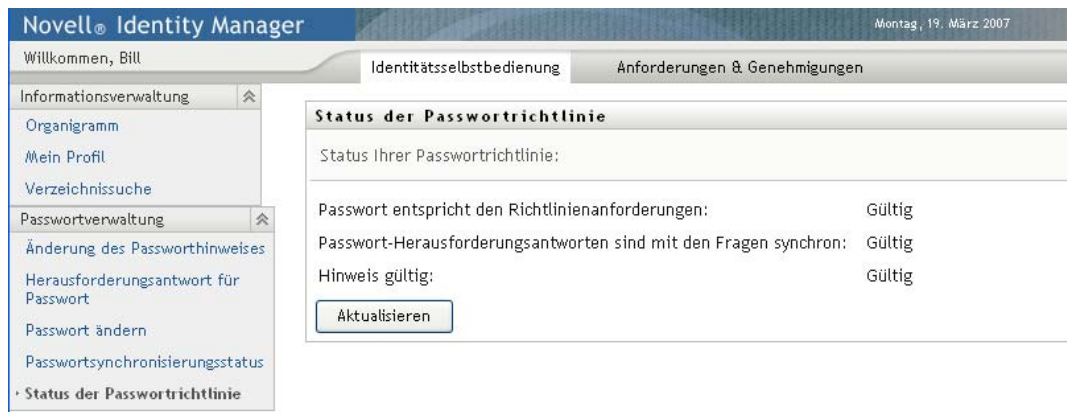 Novell® Identity Manager
Montag, 19. März 2007
Willkommen, Bill
Identitätsselbstbedienung
Anforderungen & Genehmigungen
Informationsverwaltung
Organigramm
Mein Profil
Verzeichnissuche
Passwortverwaltung
Änderung des Passworthinweises
Herausforderungsantwort für
Passwort
Passwort ändern
Passwortsynchronisierungsstatus
Status der Passwortrichtlinie
Status der Passwortrichtlinie
Status Ihrer Passwortrichtlinie:
Passwort entspricht den Richtlinienanforderungen: Gültig
Passwort-Herausforderungsantworten sind mit den Fragen synchron: Gültig
Hinweis gültig: Gültig
Aktualisieren